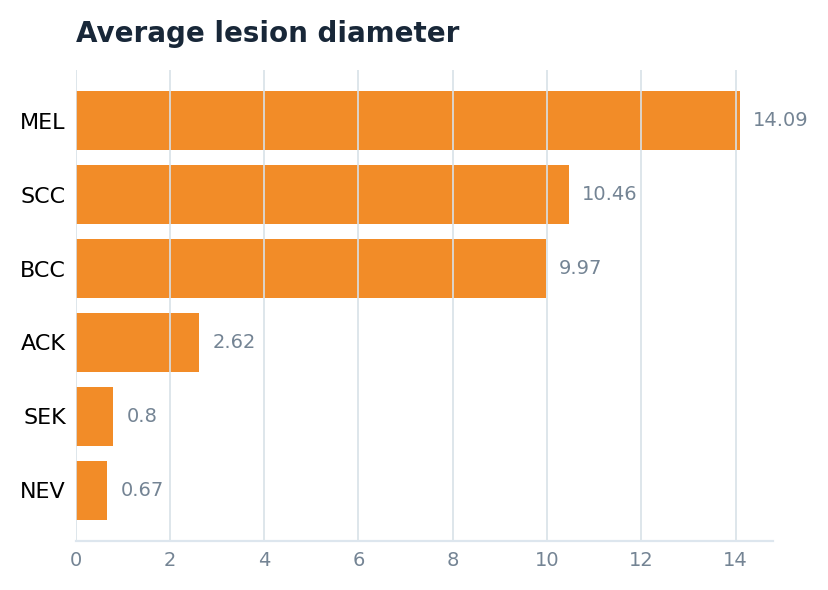 Average lesion diameter
MEL 14.09
SCC 10.46
BCC 9.97
ACK 2.62
SEK 0.8
NEV 0.67
0 2 4 6 8 10 12 14